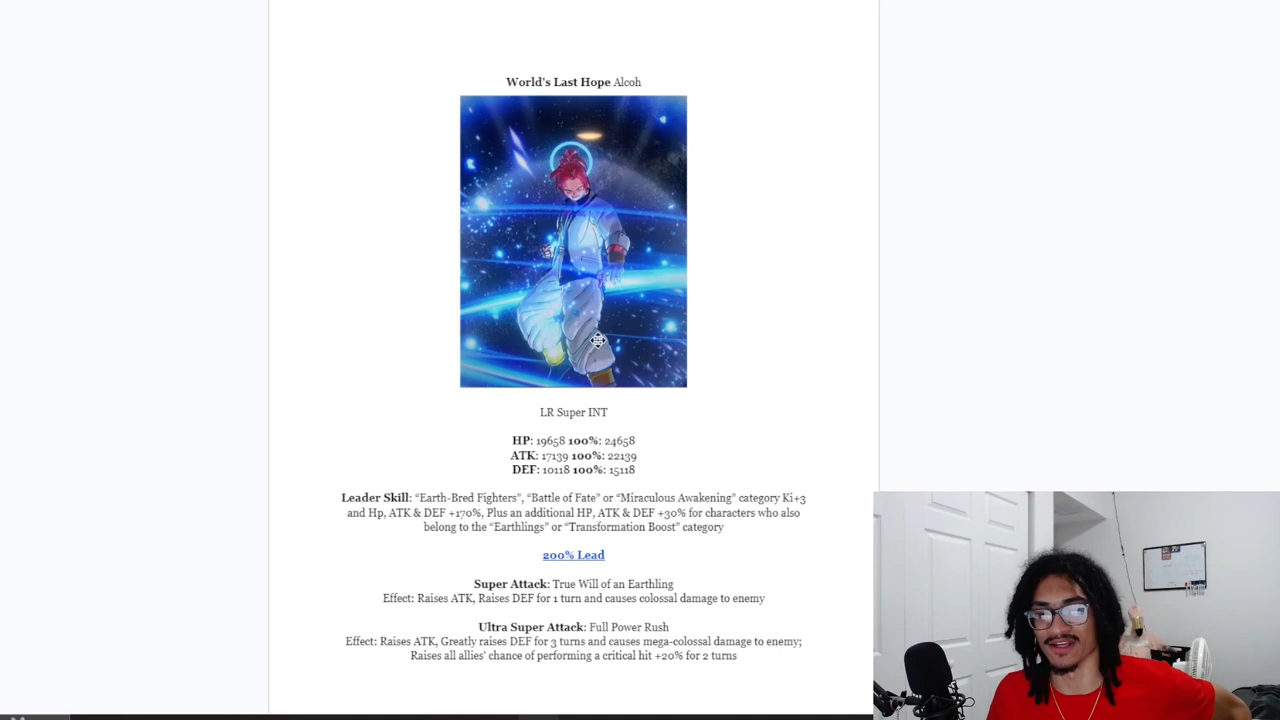 World's Last Hope Alcoh
LR Super INT
HP: 19658 100%: 24658
ATK: 17139 100%: 22139
DEF: 10118 100%: 15118
Leader Skill: “Earth-Bred Fighters”, “Battle of Fate” or “Miraculous Awakening” category Ki+3
and Hp, ATK & DEF +170%, Plus an additional HP, ATK & DEF +30% for characters who also
belong to the “Earthlings” or “Transformation Boost” category
200% Lead
Super Attack: True Will of an Earthling
Effect: Raises ATK, Raises DEF for 1 turn and causes colossal damage to enemy
Ultra Super Attack: Full Power Rush
Effect: Raises ATK, Greatly raises DEF for 3 turns and causes mega-colossal damage to enemy;
Raises all allies' chance of performing a critical hit +20% for 2 turns